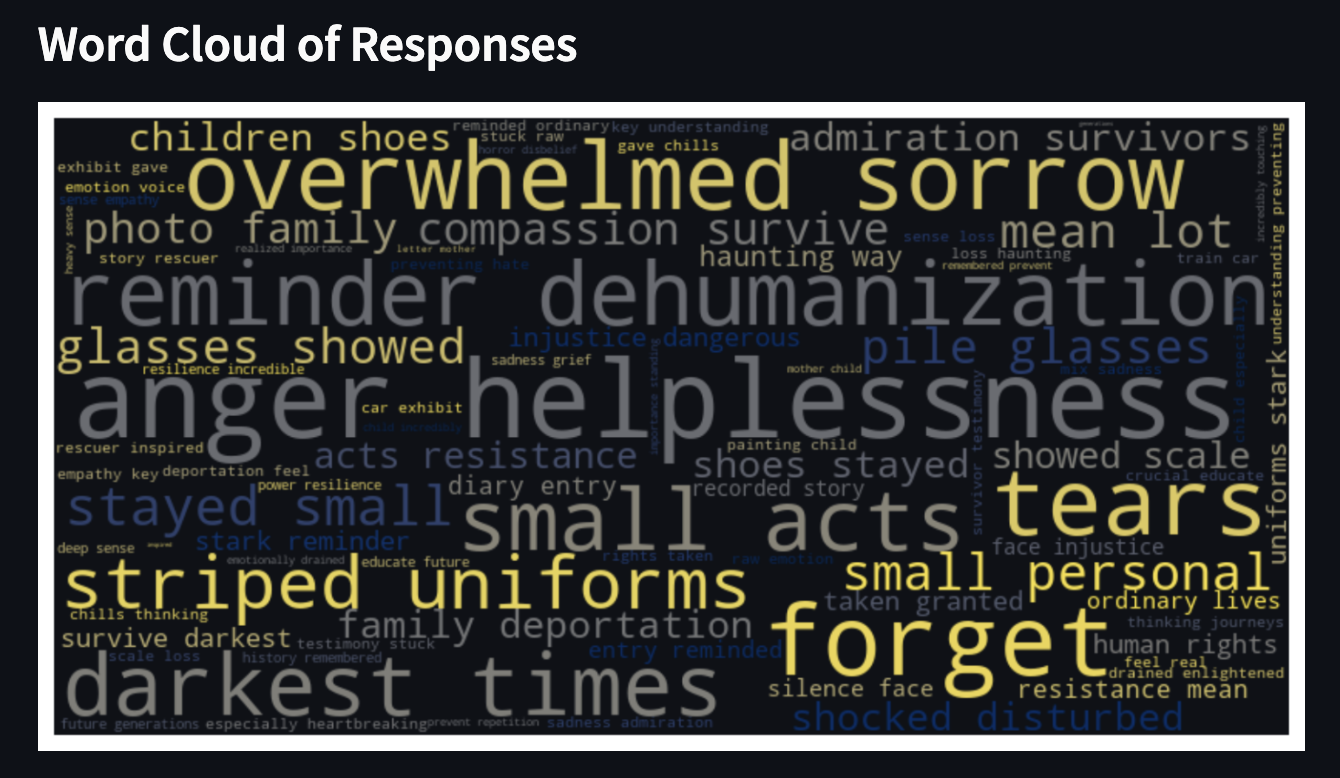 Word Cloud of Responses
children shoes
reminded ordinary
key understanding
admiration survivors
stuck raw
horror disbelief
gave chills
exhibit gave
overwhelmed sorrow
emotion voice
sense empathy
incredibly touching
understanding preventing
heavy sense
photo family
compassion survive
sense loss
mean lot
realized importance
letter mother
story rescuer
preventing hate
haunting way
loss haunting
remembered prevent
train car
reminder dehumanization
glasses showed
injustice dangerous
pile glasses
resilience incredible
sadness grief
mother child
mix sadness
importance standing
child especially
anger helplessness
car exhibit
child incredibly
uniforms stark
rescuer inspired
acts resistance
painting child
shoes stayed
showed scale
empathy key
deportation feel
power resilience
diary entry
recorded story
survivor testimony
crucial educate
stayed small
small acts
tears
stark reminder
deep sense
inspired
emotionally drained
educate future
rights taken
raw emotion
face injustice
striped uniforms
small personal
chills thinking
taken granted
ordinary lives
family deportation
forget
thinking journeys
survive darkest
testimony stuck
entry reminded
human rights
scale loss
history remembered
feel real
drained enlightened
darkest times
silence face
resistance mean
future generations
especially heartbreaking
prevent repetition
sadness admiration
shocked disturbed